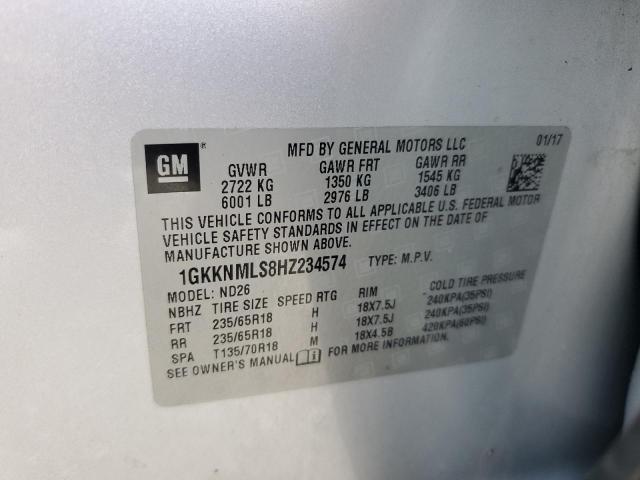 GM ®
MFD BY GENERAL MOTORS LLC 01/17
GVWR GAWR FRT GAWR RR
2722 KG 1350 KG 1545 KG
6001 LB 2976 LB 3406 LB
THIS VEHICLE CONFORMS TO ALL APPLICABLE U.S. FEDERAL MOTOR
VEHICLE SAFETY STANDARDS IN EFFECT ON THE DATE OF
MANUFACTURE SHOWN ABOVE.
1GKKNMLS8HZ234574 TYPE: M.P.V.
MODEL: ND26
NBHZ TIRE SIZE SPEED RTG RIM COLD TIRE PRESSURE
FRT 235/65R18 H 18X7.5J 240KPA(35PSI)
RR 235/65R18 H 18X7.5J 240KPA(35PSI)
SPA T135/70R18 M 18X4.5B 420KPA(60PSI)
SEE OWNER'S MANUAL FOR MORE INFORMATION.